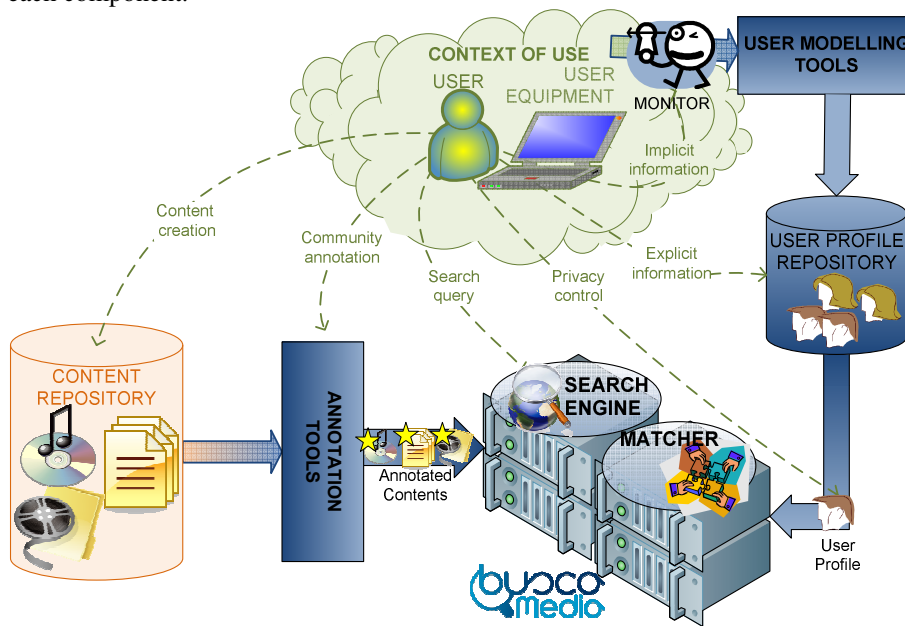 each component.
CONTEXT OF USE
USER
USER
EQUIPMENT
MONITOR
USER MODELLING
TOOLS
Implicit
information
Content
creation
Community
annotation
Search
query
Privacy
control
Explicit
information
USER PROFILE
REPOSITORY
CONTENT
REPOSITORY
ANNOTATION
TOOLS
Annotated
Contents
SEARCH
ENGINE
MATCHER
User
Profile
busca
media